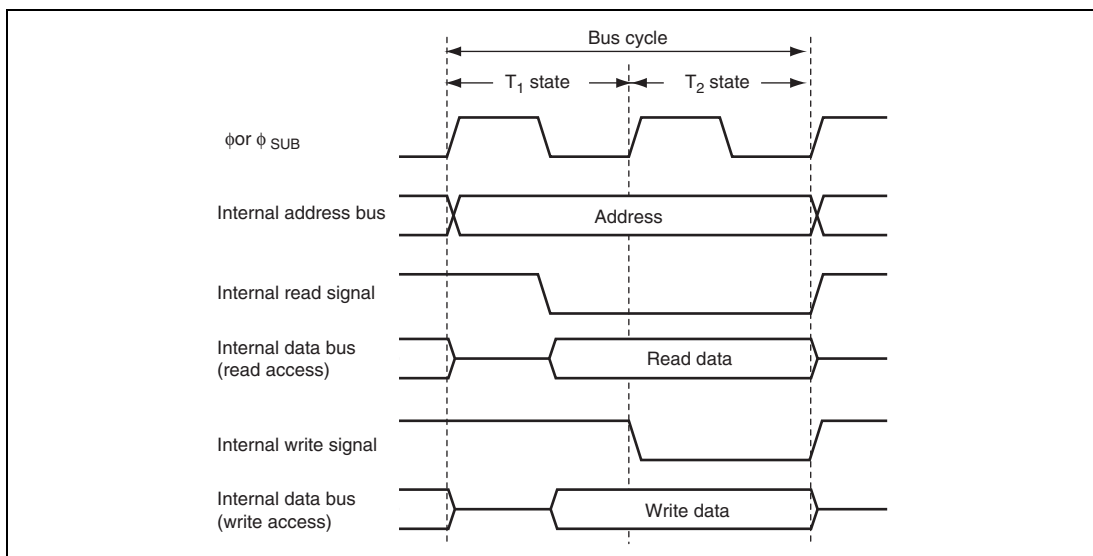 Bus cycle
T1 state
T2 state
ϕor ϕ SUB
Internal address bus
Address
Internal read signal
Internal data bus
(read access)
Read data
Internal write signal
Internal data bus
(write access)
Write data